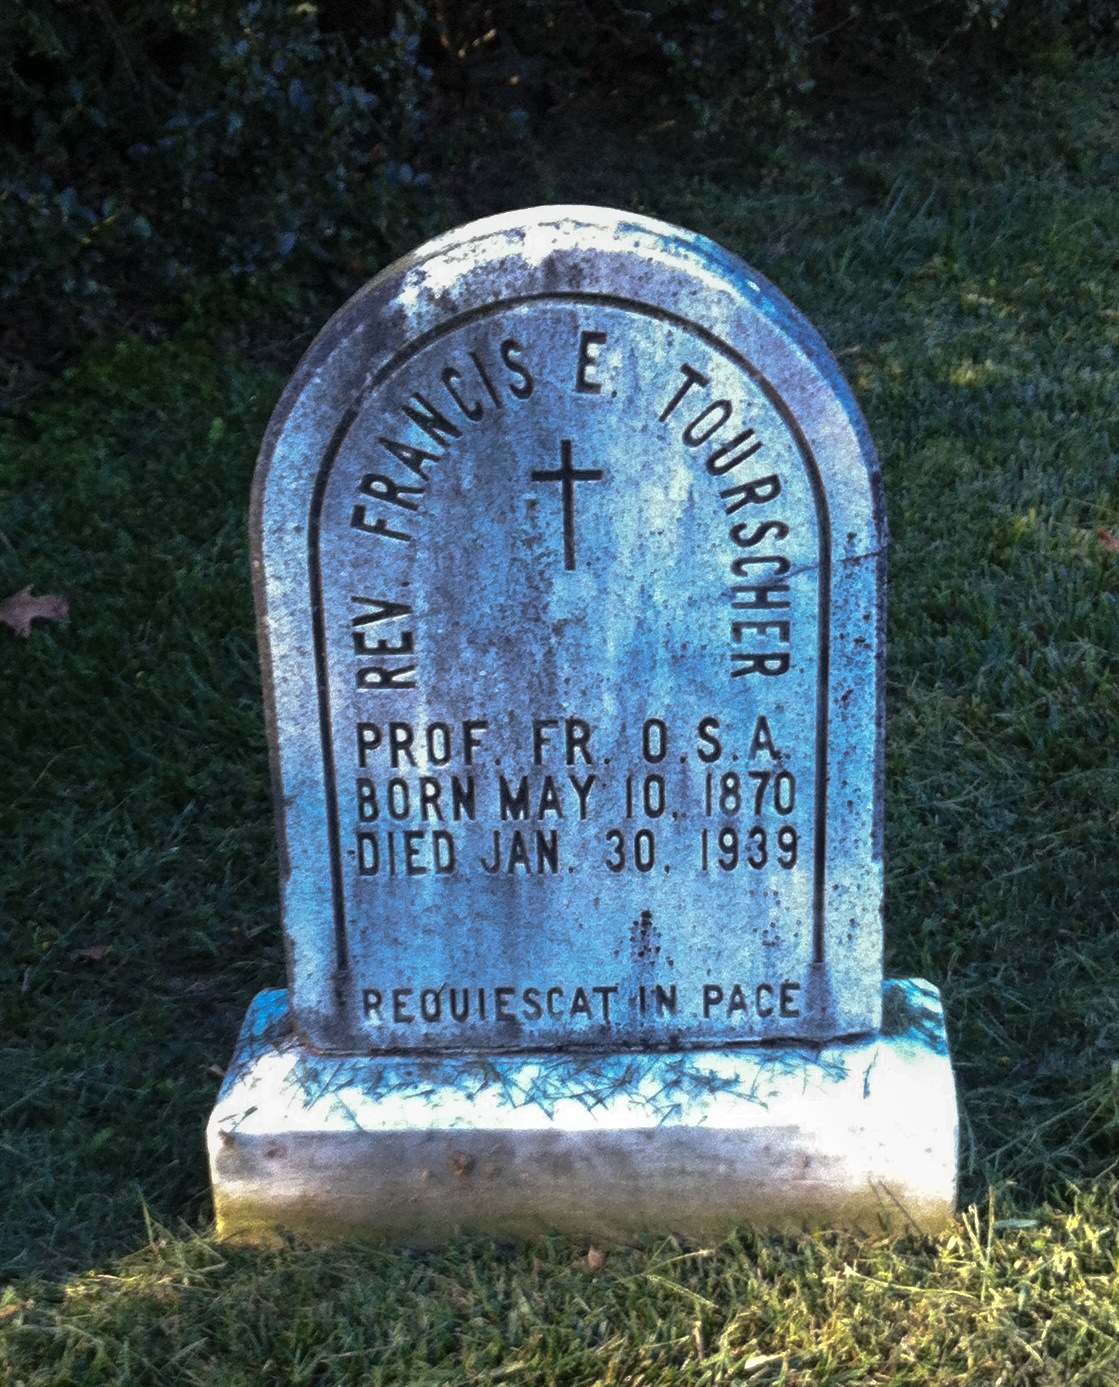 REV. FRANCIS E. TOURSCHER
PROF. FR. O.S.A.
BORN MAY 10, 1870
DIED JAN. 30, 1939
REQUIESCAT IN PACE